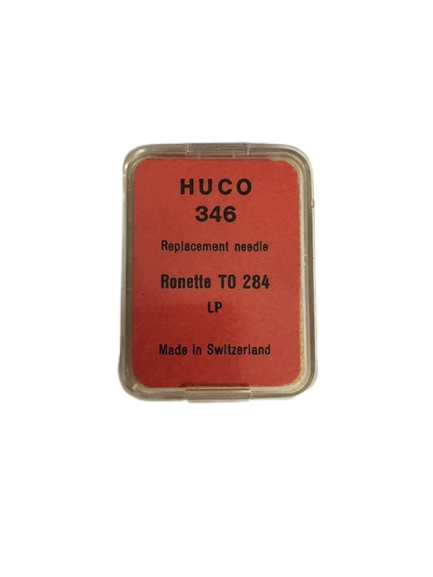 HUCO
346
Replacement needle
Ronette TO 284
LP
Made in Switzerland